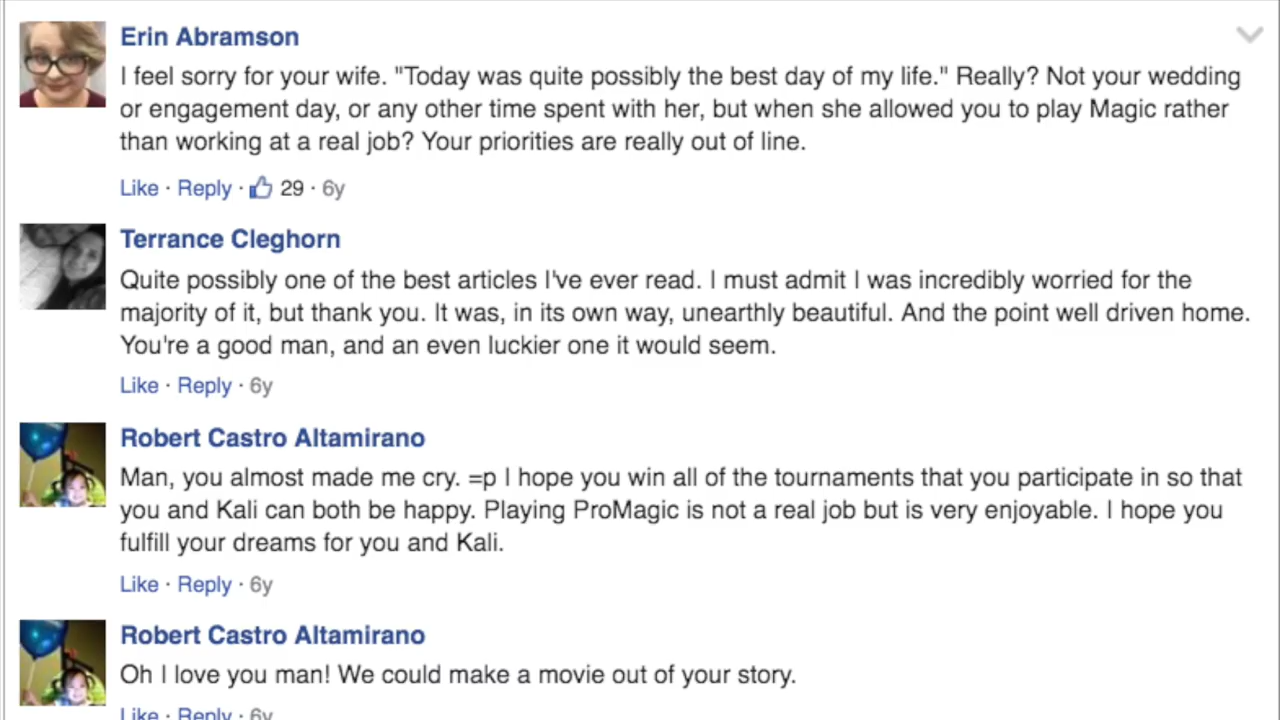 Erin Abramson
I feel sorry for your wife. "Today was quite possibly the best day of my life." Really? Not your wedding
or engagement day, or any other time spent with her, but when she allowed you to play Magic rather
than working at a real job? Your priorities are really out of line.
Like · Reply · 29 · 6y
Terrance Cleghorn
Quite possibly one of the best articles I've ever read. I must admit I was incredibly worried for the
majority of it, but thank you. It was, in its own way, unearthly beautiful. And the point well driven home.
You're a good man, and an even luckier one it would seem.
Like · Reply · 6y
Robert Castro Altamirano
Man, you almost made me cry. =p I hope you win all of the tournaments that you participate in so that
you and Kali can both be happy. Playing ProMagic is not a real job but is very enjoyable. I hope you
fulfill your dreams for you and Kali.
Like · Reply · 6y
Robert Castro Altamirano
Oh I love you man! We could make a movie out of your story.
Like · Reply · 6y